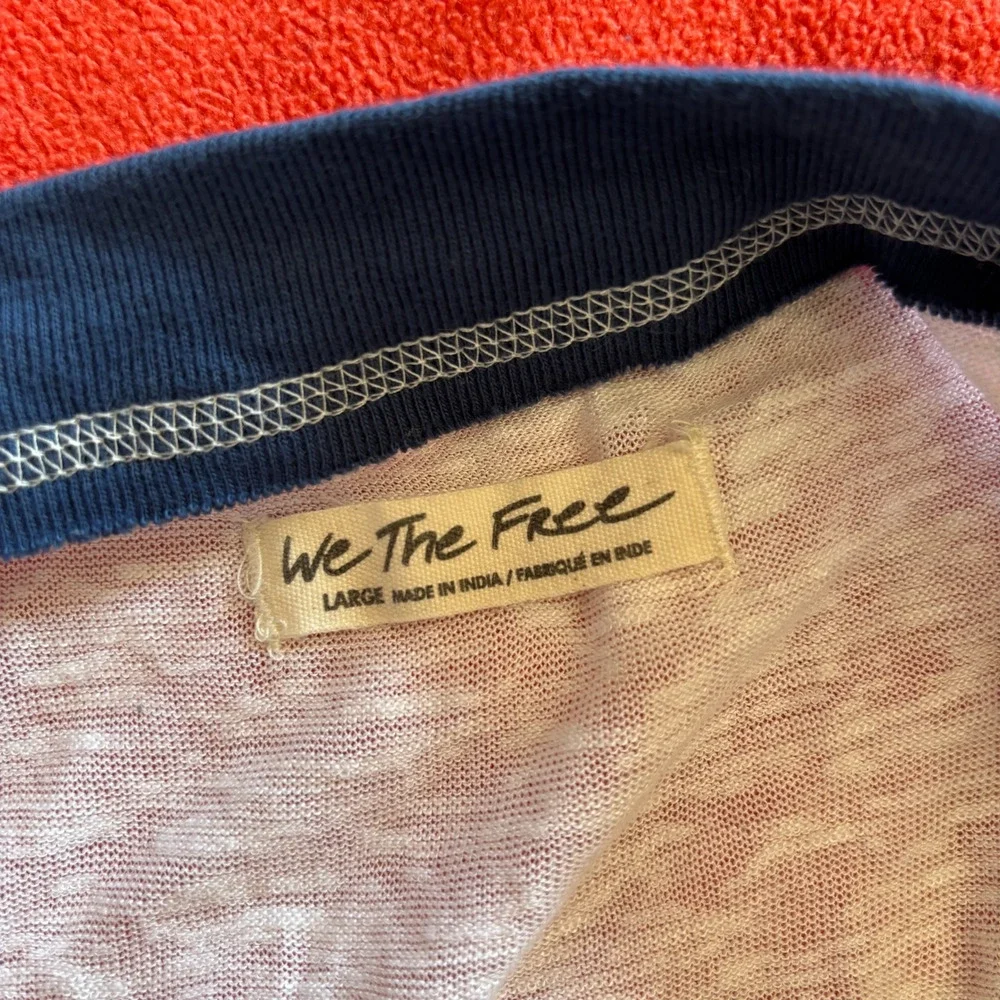 We The Free
LARGE MADE IN INDIA / FABRIQUÉ EN INDE